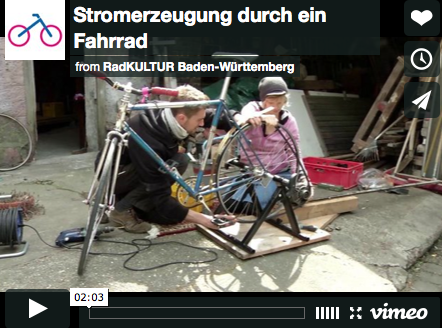 Stromerzeugung durch ein
Fahrrad
from RadKULTUR Baden-Württemberg
02:03
vimeo